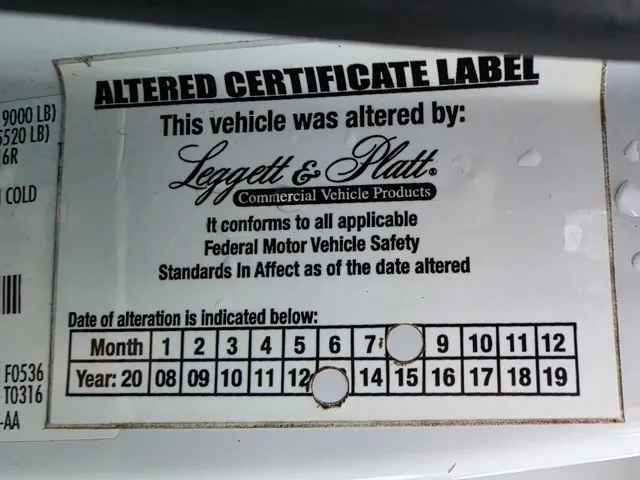 ALTERED CERTIFICATE LABEL
This vehicle was altered by:
Leggett & Platt®
Commercial Vehicle Products
It conforms to all applicable
Federal Motor Vehicle Safety
Standards In Affect as of the date altered
Date of alteration is indicated below:
Month 1 2 3 4 5 6 7 9 10 11 12
Year: 20 08 09 10 11 12 14 15 16 17 18 19
9000 LB)
5520 LB)
6R
COLD
F0536
T0316
-AA